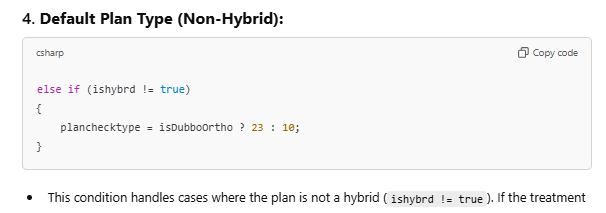 4. Default Plan Type (Non-Hybrid):
csharp
Copy code
else if (ishybrd != true)
{
planchecktype = isDubboOrtho ? 23 : 10;
}
• This condition handles cases where the plan is not a hybrid ( ishybrd != true ). If the treatment